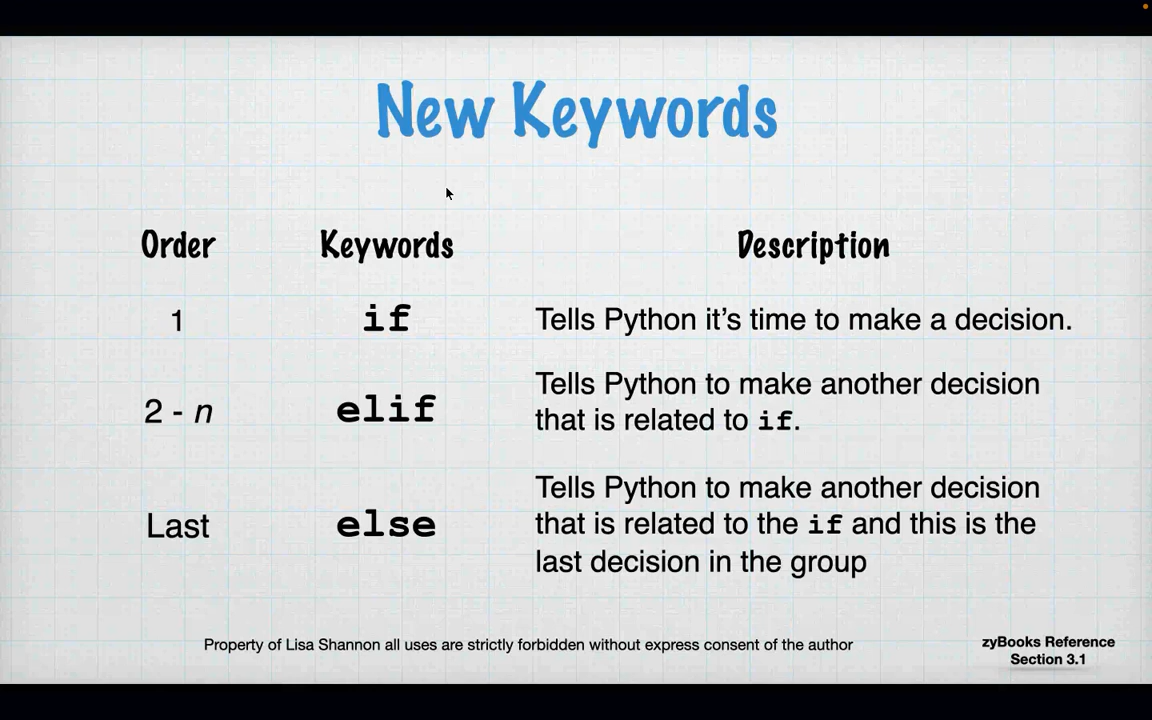 New Keywords
Order Keywords Description
1 if Tells Python it's time to make a decision.
2 - n elif Tells Python to make another decision
that is related to if.
Last else Tells Python to make another decision
that is related to the if and this is the
last decision in the group
Property of Lisa Shannon all uses are strictly forbidden without express consent of the author
zyBooks Reference
Section 3.1